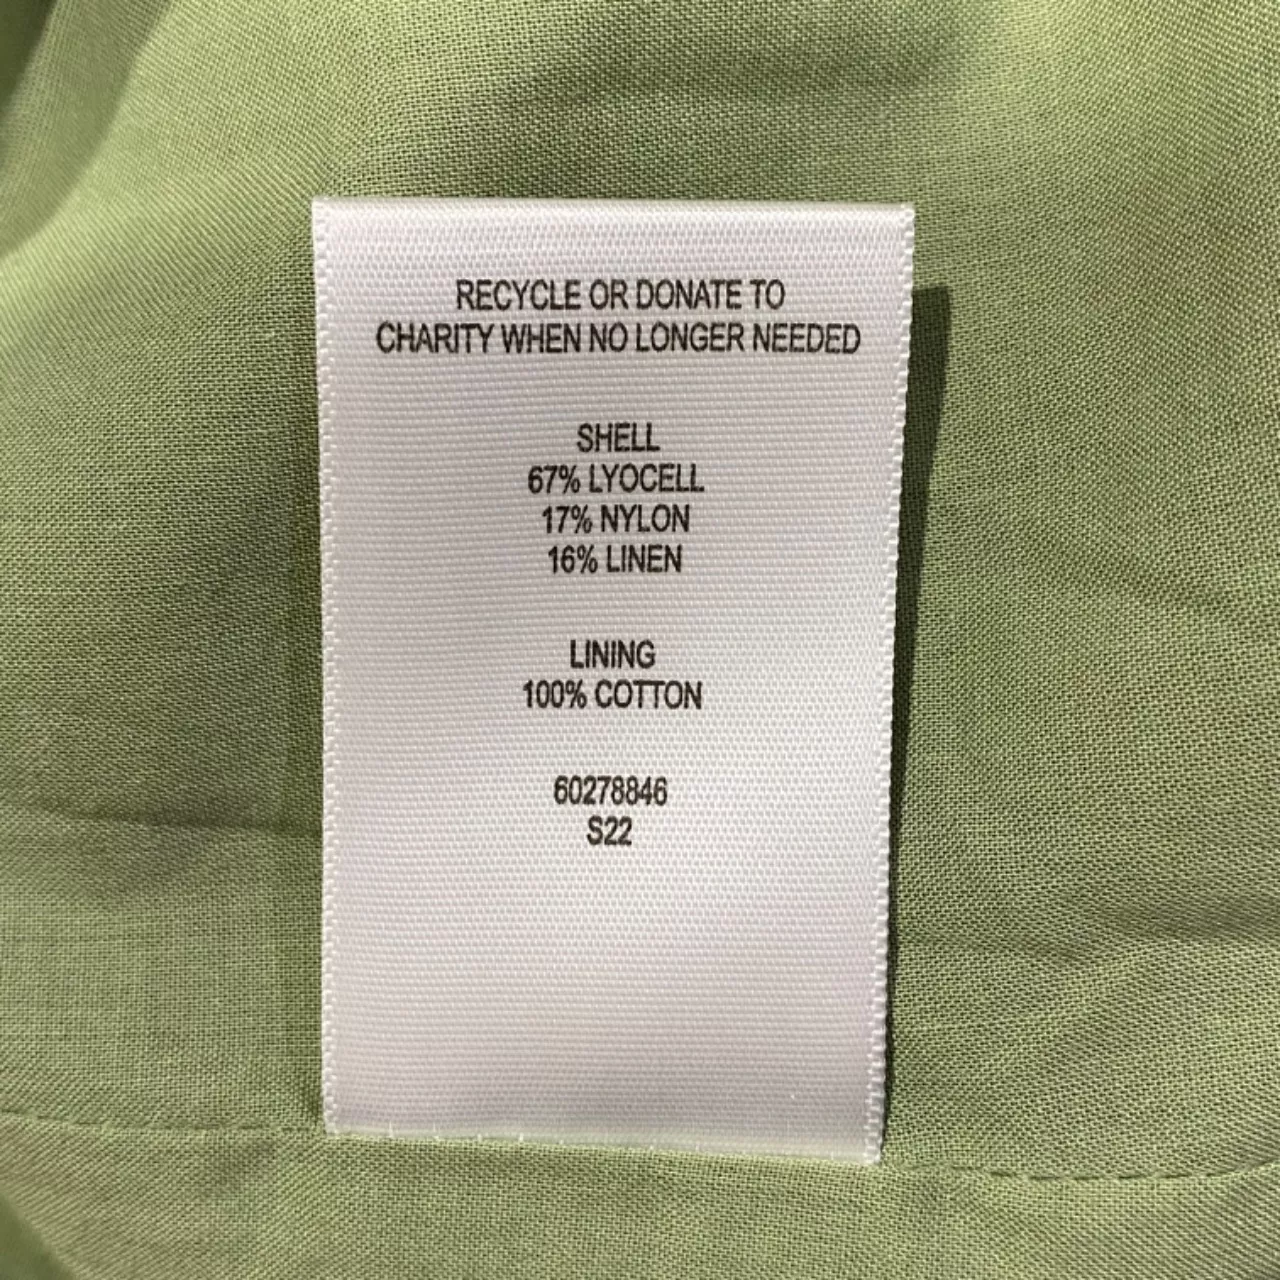 RECYCLE OR DONATE TO
CHARITY WHEN NO LONGER NEEDED
SHELL
67% LYOCELL
17% NYLON
16% LINEN
LINING
100% COTTON
60278846
S22